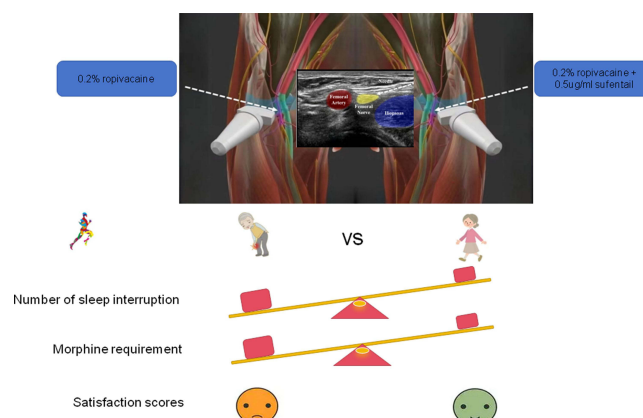 0.2% ropivacaine
0.2% ropivacaine +
0.5ug/ml sufentail
Needle
Femoral
Artery
Femoral
Nerve
Iliopsoas
VS
Number of sleep interruption
Morphine requirement
Satisfaction scores